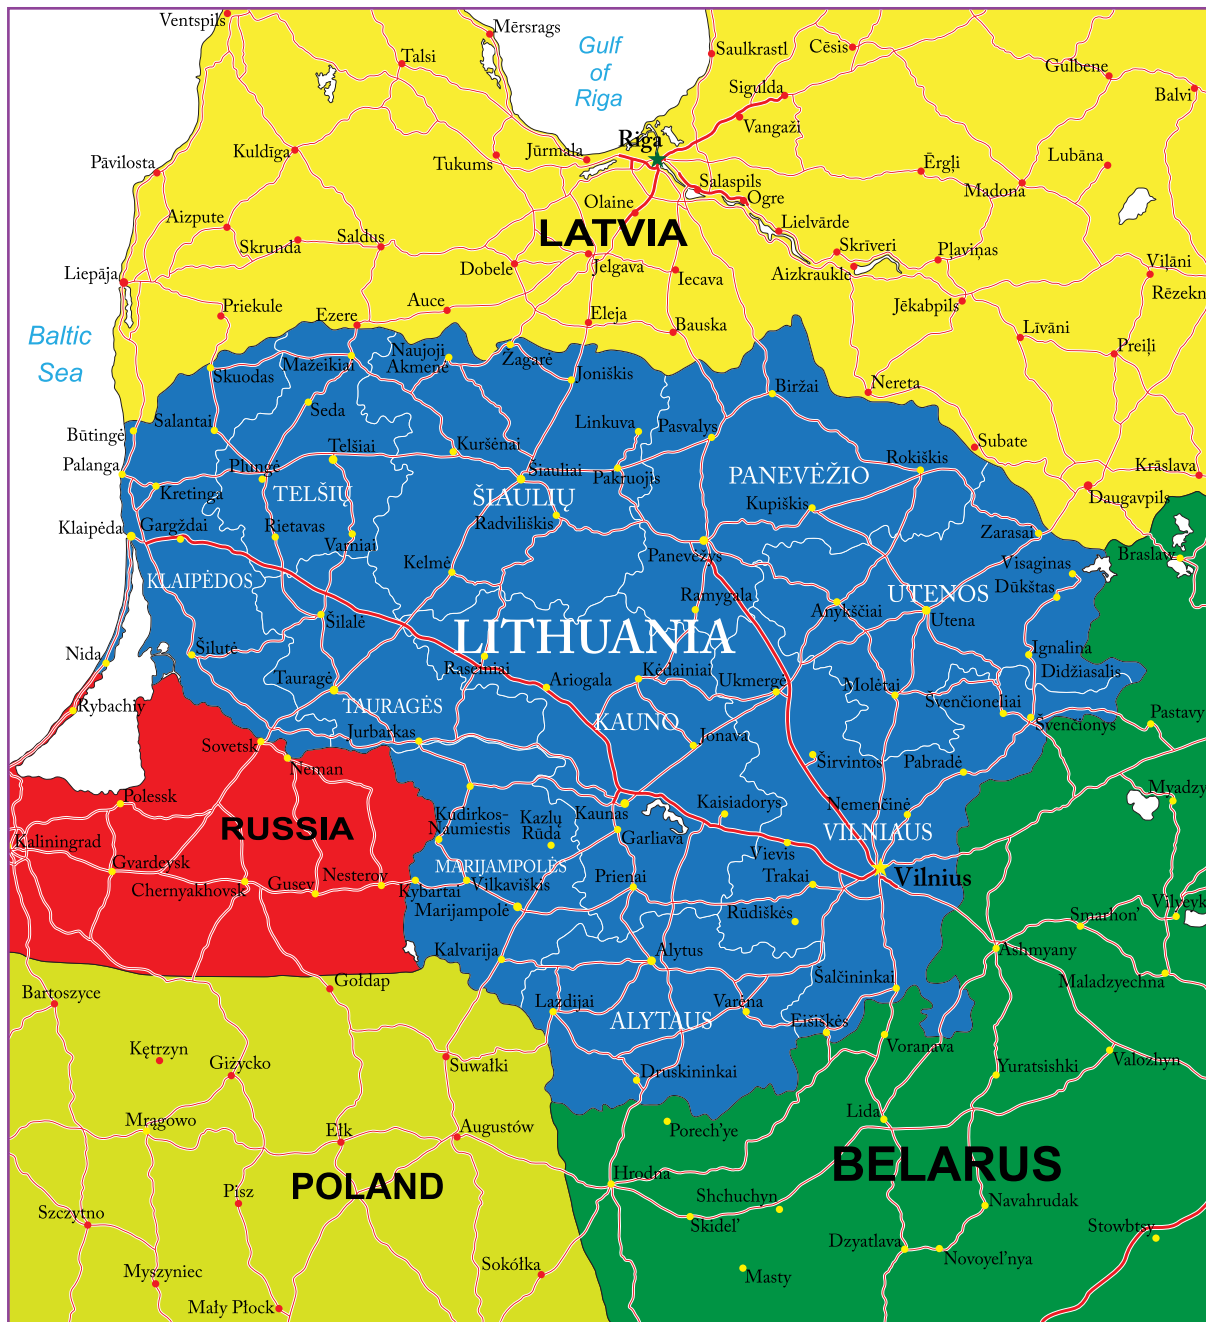 Ventspils
Mērsrags
Gulf
of
Riga
Saulkrastl
Cēsis
Talsi
Gulbene
Sigulda
Balvi
Vangaži
Riga
Kuldīga
Tukums
Jūrmala
Pāvilosta
Ērgļi
Lubāna
Salaspils
Madona
Ogre
Olaine
Aizpute
LATVIA
Lielvārde
Skrunda
Saldus
Skrīveri
Pļaviņas
Liepāja
Dobele
Jelgava
Iecava
Aizkraukle
Viļāni
Rēzekn
Priekule
Auce
Ezere
Eleja
Bauska
Jēkabpils
Līvāni
Preiļi
Baltic
Sea
Naujoji
Akmenė
Mažeikiai
Žagarė
Skuodas
Joniškis
Biržai
Nereta
Seda
Salantai
Linkuva
Pasvalys
Būtingė
Subate
Telšiai
Kuršėnai
Rokiškis
Palanga
Plungė
Šiauliai
Pakruojis
PANEVĖŽIO
Krāslava
Kretinga
TELŠIŲ
ŠIAULIŲ
Kupiškis
Daugavpils
Klaipėda
Gargždai
Rietavas
Radviliškis
Varniai
Zarasai
Panevėžys
Braslaw
Kelmė
Visaginas
KLAIPĖDOS
Dūkštas
Ramygala
UTENOS
Anykščiai
Utena
Šilalė
LITHUANIA
Šilutė
Nida
Ignalina
Raseiniai
Kėdainiai
Didžiasalis
Tauragė
Ariogala
Ukmergė
Molėtai
Rybachiy
TAURAGĖS
Švenčioneliai
KAUNO
Švenčionys
Pastavy
Jurbarkas
Jonava
Sovetsk
Neman
Širvintos
Pabradė
Polessk
Myadzy
Kudirkos-
Naumiestis
Kazlų
Rūda
Kaunas
Kaisiadorys
Nemenčinė
RUSSIA
Kaliningrad
Garliava
VILNIAUS
Gvardeysk
MARIJAMPOLĖS
Vievis
Nesterov
Trakai
Vilnius
Chernyakhovsk
Gusev
Kybartai
Vilkaviškis
Prienai
Marijampolė
Rūdiškės
Smarhon'
Vilyeyk
Kalvarija
Alytus
Ashmyany
Gołdap
Šalčininkai
Maladzyechna
Bartoszyce
Lazdijai
Varėna
ALYTAUS
Eišiškės
Kętrzyn
Voranava
Giżycko
Suwałki
Druskininkai
Yuratsishki
Valozhyn
Mrągowo
Lida
Ełk
Augustów
Porech'ye
BELARUS
POLAND
Hrodna
Pisz
Shchuchyn
Navahrudak
Szczytno
Skidel'
Stowbtsy
Dzyatlava
Novoyel'nya
Sokółka
Myszyniec
Masty
Mały Płock